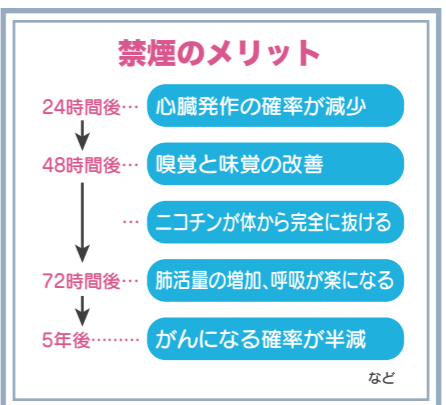 禁煙のメリット
24時間後… 心臓発作の確率が減少
48時間後… 嗅覚と味覚の改善
… ニコチンが体から完全に抜ける
72時間後… 肺活量の増加、呼吸が楽になる
5年後……… がんになる確率が半減
など